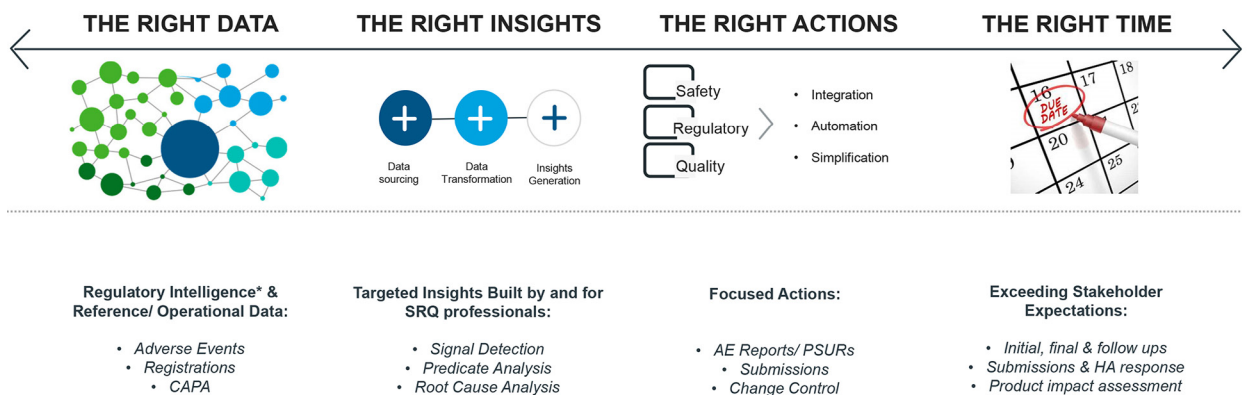 THE RIGHT DATA
THE RIGHT INSIGHTS
THE RIGHT ACTIONS
THE RIGHT TIME
Data
sourcing
Data
Transformation
Insights
Generation
Safety
Regulatory
Quality
• Integration
• Automation
• Simplification
16
17
18
DUE
DATE
20
24
25
Regulatory Intelligence* &
Reference/ Operational Data:
• Adverse Events
• Registrations
• CAPA
Targeted Insights Built by and for
SRQ professionals:
• Signal Detection
• Predicate Analysis
• Root Cause Analysis
Focused Actions:
• AE Reports/ PSURs
• Submissions
• Change Control
Exceeding Stakeholder
Expectations:
• Initial, final & follow ups
• Submissions & HA response
• Product impact assessment